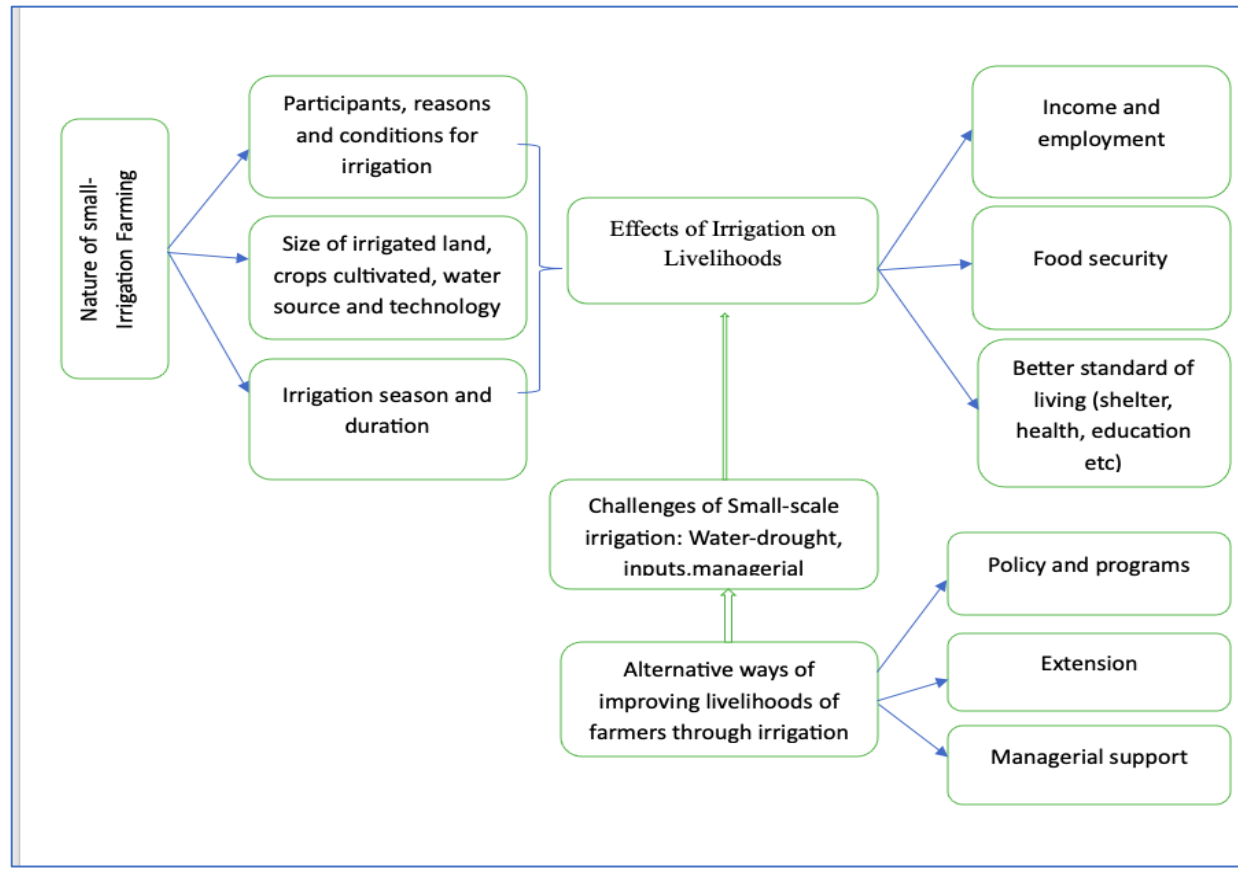 Nature of small-
Irrigation Farming
Participants, reasons
and conditions for
irrigation
Size of irrigated land,
crops cultivated, water
source and technology
Irrigation season and
duration
Effects of Irrigation on
Livelihoods
Challenges of Small-scale
irrigation: Water-drought,
inputs.managerial
Alternative ways of
improving livelihoods of
farmers through irrigation
Income and
employment
Food security
Better standard of
living (shelter,
health, education
etc)
Policy and programs
Extension
Managerial support